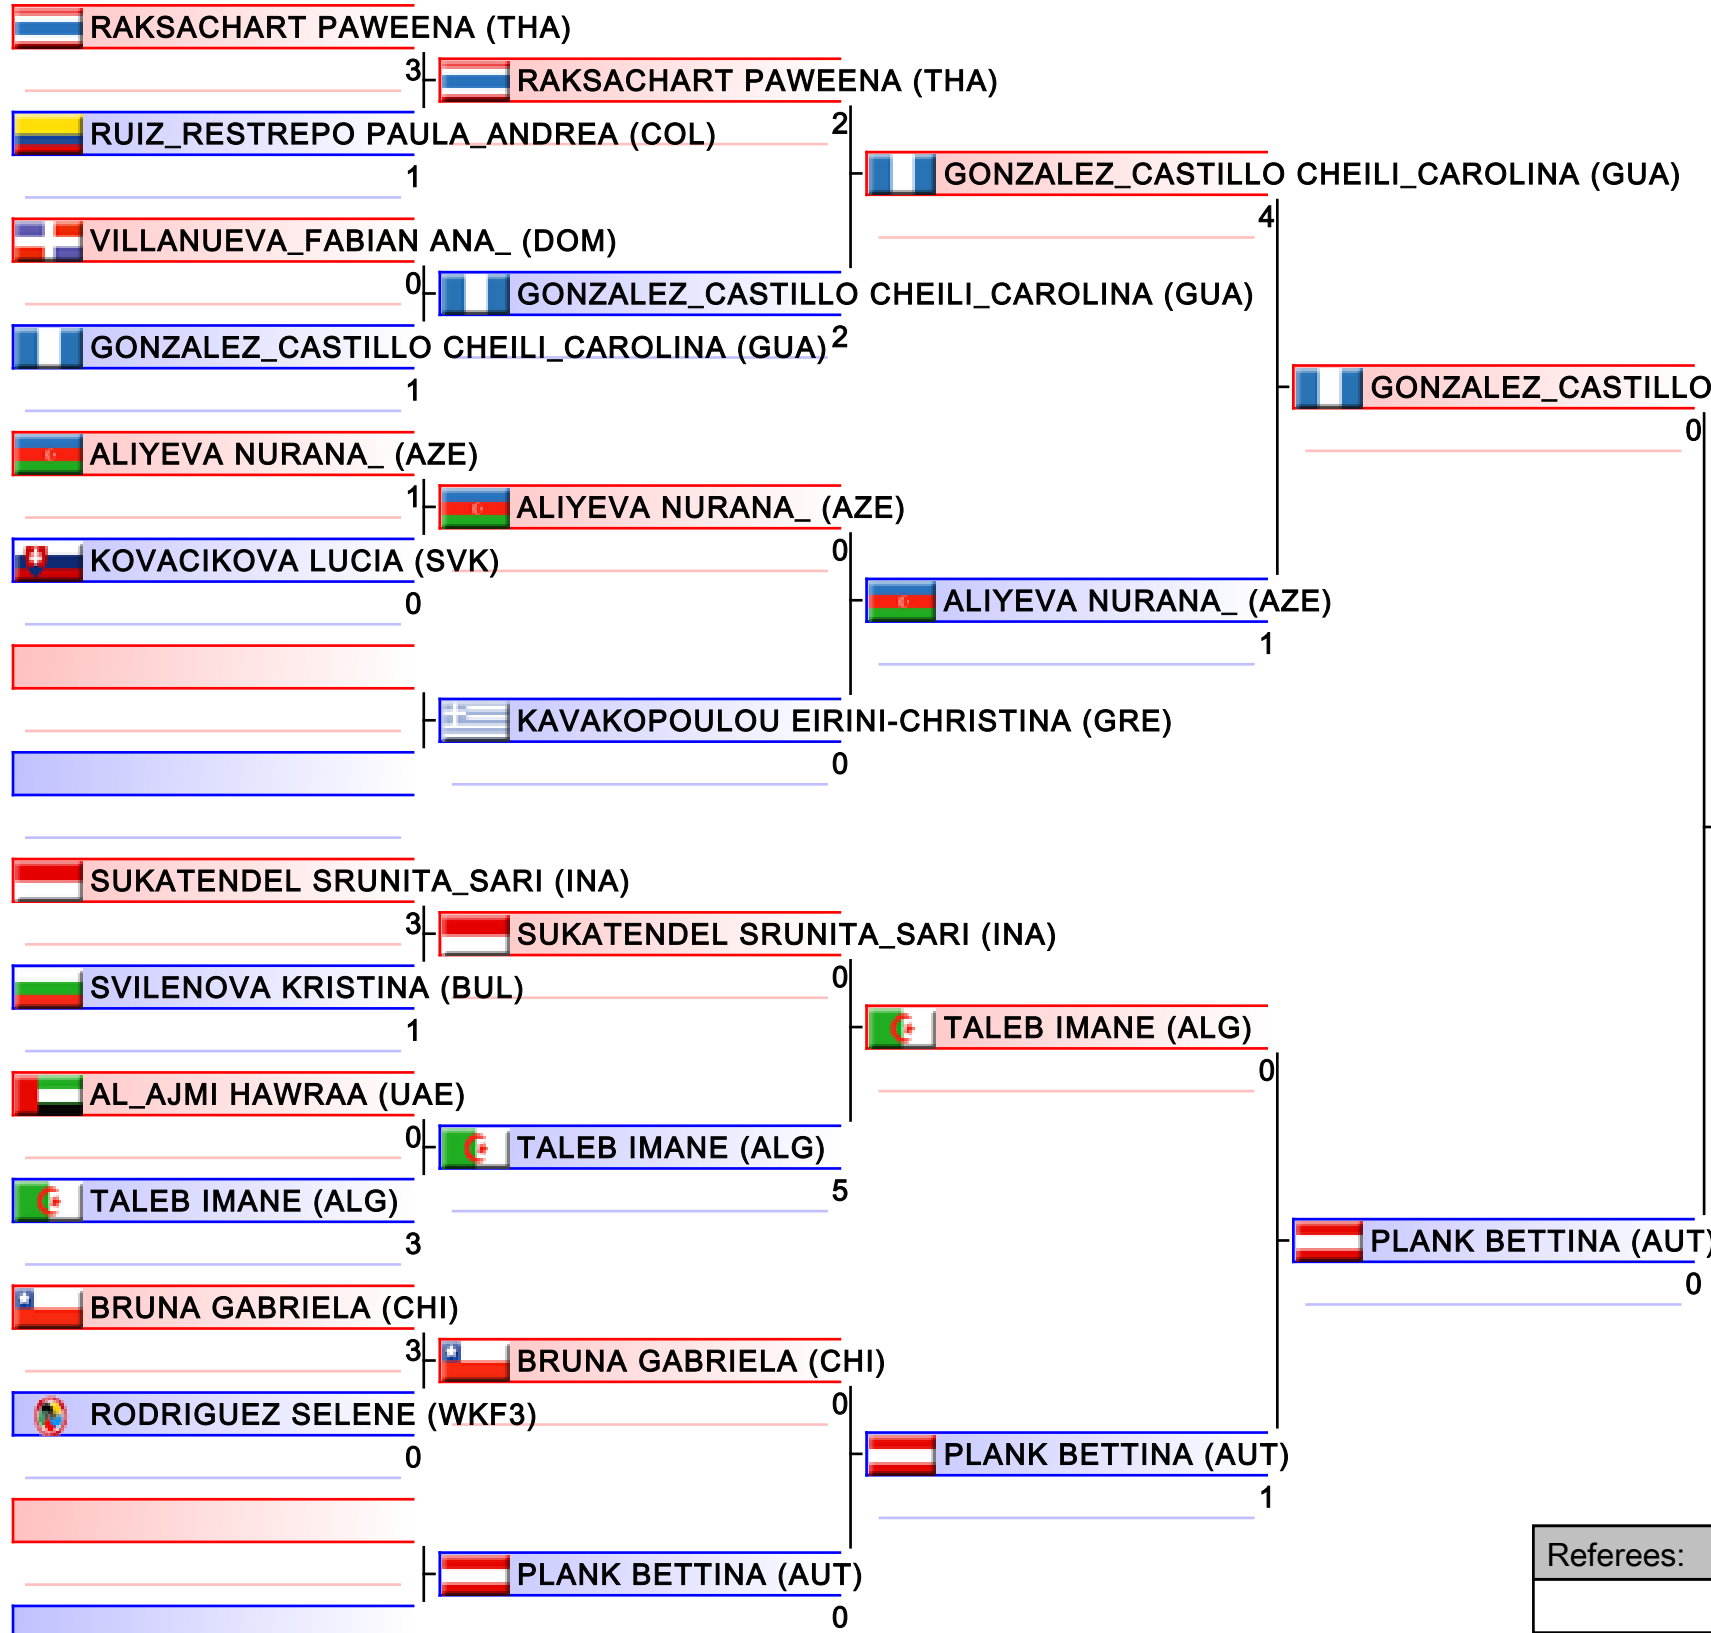 RAKSACHART PAWEENA (THA)
3
RUIZ_RESTREPO PAULA_ANDREA (COL)
1
VILLANUEVA_FABIAN ANA_ (DOM)
0
GONZALEZ_CASTILLO CHEILI_CAROLINA (GUA)
1
ALIYEVA NURANA_ (AZE)
1
KOVACIKOVA LUCIA (SVK)
0
SUKATENDEL SRUNITA_SARI (INA)
3
SVILENOVA KRISTINA (BUL)
1
AL_AJMI HAWRAA (UAE)
0
TALEB IMANE (ALG)
3
BRUNA GABRIELA (CHI)
3
RODRIGUEZ SELENE (WKF3)
0
RAKSACHART PAWEENA (THA)
2
GONZALEZ_CASTILLO CHEILI_CAROLINA (GUA)
2
ALIYEVA NURANA_ (AZE)
0
KAVAKOPOULOU EIRINI-CHRISTINA (GRE)
0
SUKATENDEL SRUNITA_SARI (INA)
0
TALEB IMANE (ALG)
5
BRUNA GABRIELA (CHI)
0
PLANK BETTINA (AUT)
0
GONZALEZ_CASTILLO CHEILI_CAROLINA (GUA)
4
ALIYEVA NURANA_ (AZE)
1
TALEB IMANE (ALG)
0
PLANK BETTINA (AUT)
1
GONZALEZ_CASTILLO
0
PLANK BETTINA (AUT)
0
Referees: